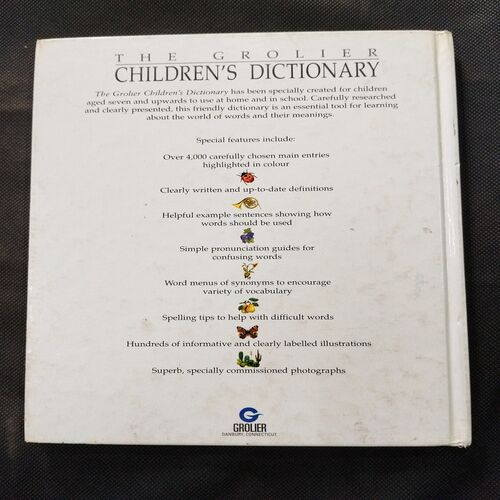 THE GROLIER
CHILDREN'S DICTIONARY
The Grolier Children's Dictionary has been specially created for children
aged seven and upwards to use at home and in school. Carefully researched
and clearly presented, this friendly dictionary is an essential tool for learning
about the world of words and their meanings.
Special features include:
Over 4,000 carefully chosen main entries
highlighted in colour
Clearly written and up-to-date definitions
Helpful example sentences showing how
words should be used
Simple pronunciation guides for
confusing words
Word menus of synonyms to encourage
variety of vocabulary
Spelling tips to help with difficult words
Hundreds of informative and clearly labelled illustrations
Superb, specially commissioned photographs
GROLIER
DANBURY, CONNECTICUT